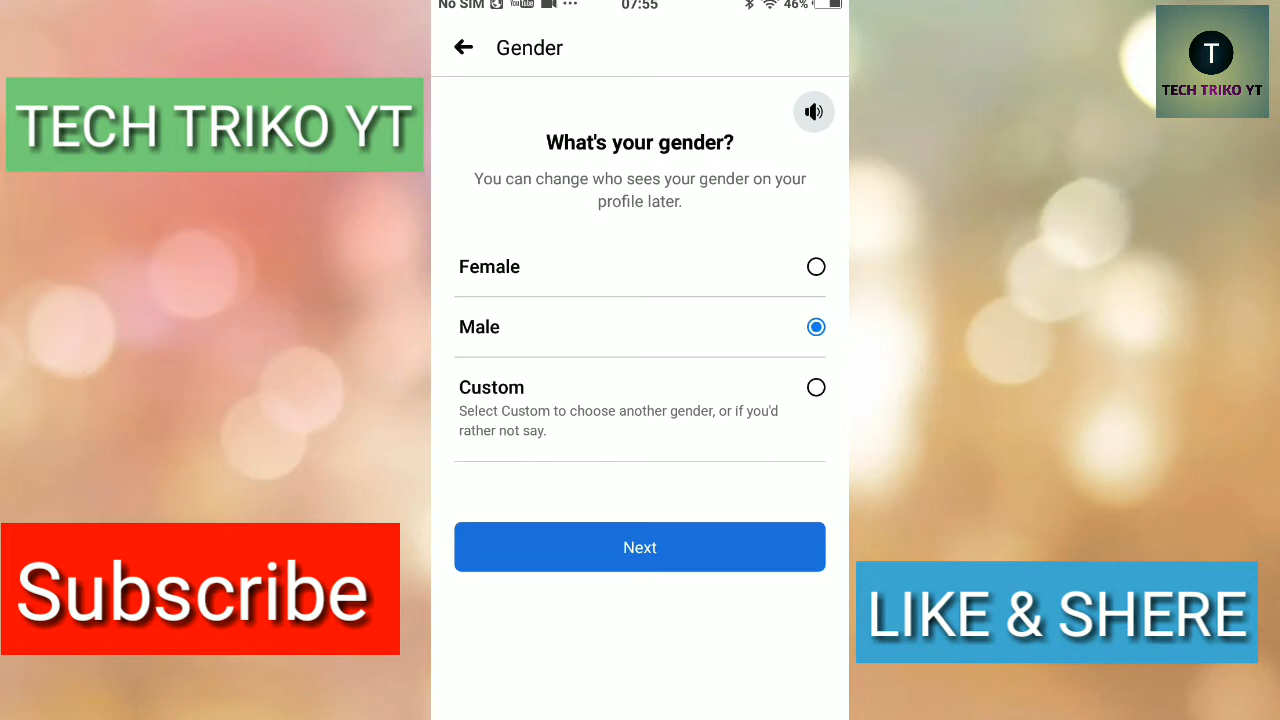 No SIM YouTube ... 07:55 46%
Gender
TECH TRIKO YT
T
TECH TRIKO YT
What's your gender?
You can change who sees your gender on your
profile later.
Female
Male
Custom
Select Custom to choose another gender, or if you'd
rather not say.
Next
Subscribe
LIKE & SHERE